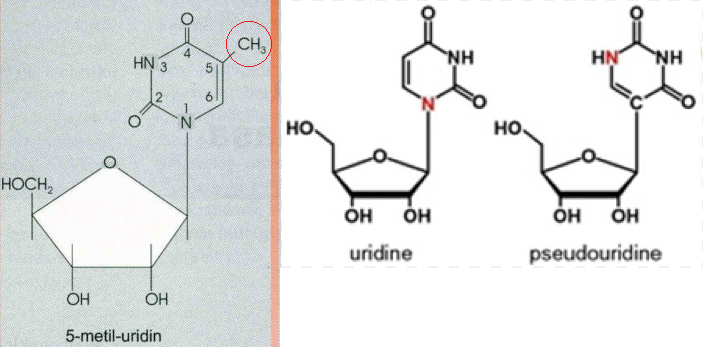 O
CH3
4
HN 3
5
2
6
O
1
N
O
HOCH2
OH
OH
5-metil-uridin
O
NH
N
O
HO
O
OH
OH
uridine
O
HN
NH
C
O
HO
O
OH
OH
pseudouridine